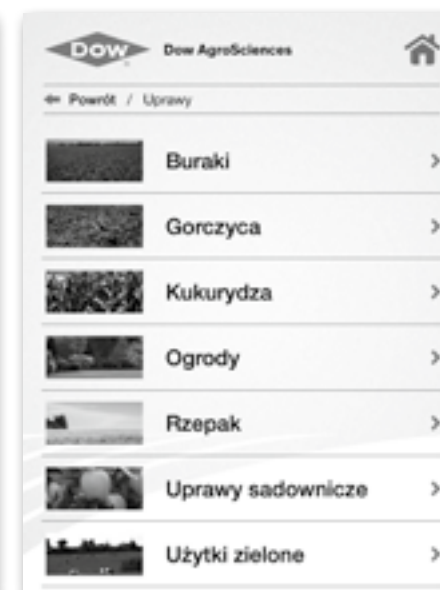 Dow Dow AgroSciences
Powrót / Uprawy
Buraki
Gorczyca
Kukurydza
Ogrody
Rzepak
Uprawy sadownicze
Użytki zielone